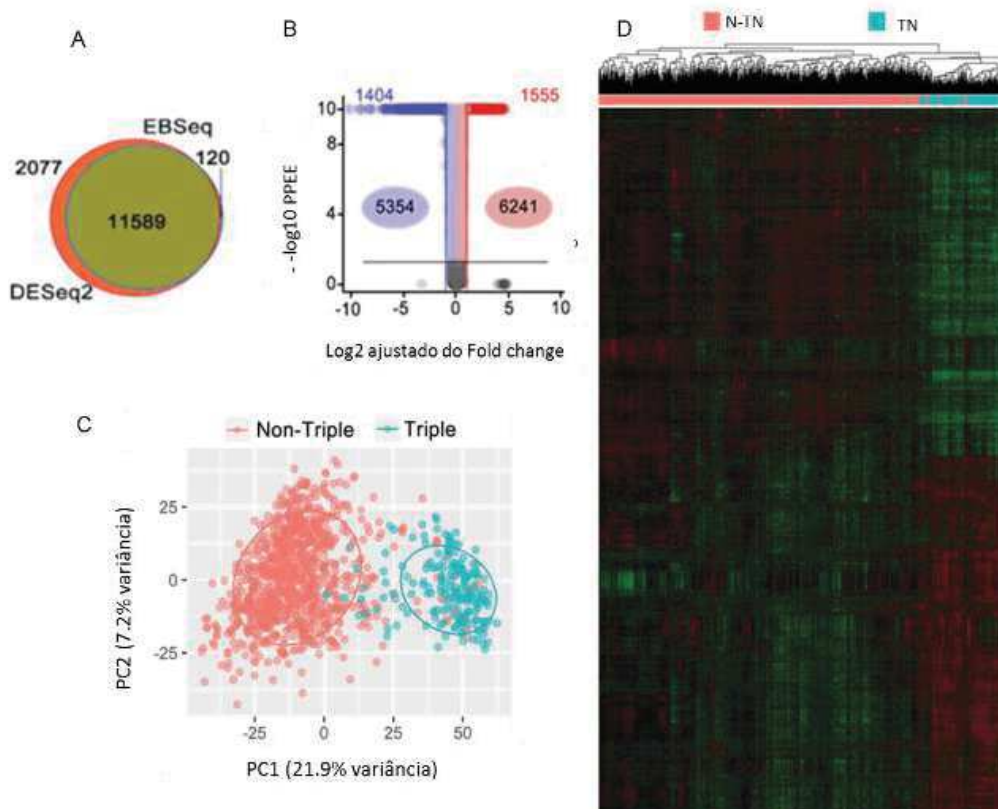 A
EBSeq
2077
120
11589
DESeq2
B
1404
1555
10
8
4
0
5354
6241
- -log10 PPEE
-10
-5
0
5
10
Log2 ajustado do Fold change
C
Non-Triple
Triple
25
0
-25
PC2 (7.2% variância)
-25
0
25
50
PC1 (21.9% variância)
D
N-TN
TN